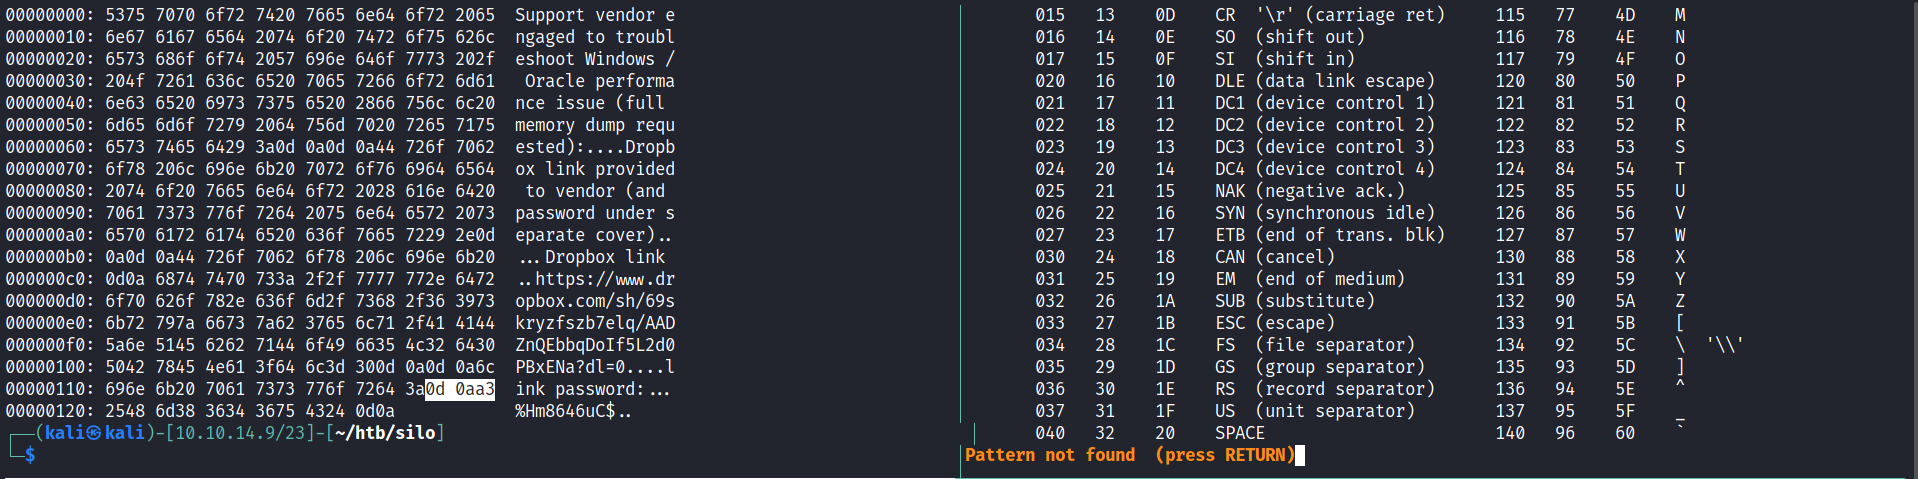 00000000: 5375 7070 6f72 7420 7665 6e64 6f72 2065  Support vendor e
00000010: 6e67 6167 6564 2074 6f20 7472 6f75 626c  ngaged to troubl
00000020: 6573 686f 6f74 2057 696e 646f 7773 202f  eshoot Windows /
00000030: 204f 7261 636c 6520 7065 7266 6f72 6d61   Oracle performa
00000040: 6e63 6520 6973 7375 6520 2866 756c 6c20  nce issue (full
00000050: 6d65 6d6f 7279 2064 756d 7020 7265 7175  memory dump requ
00000060: 6573 7465 6429 3a0d 0a0d 0a44 726f 7062  ested):....Dropb
00000070: 6f78 206c 696e 6b20 7072 6f76 6964 6564  ox link provided
00000080: 2074 6f20 7665 6e64 6f72 2028 616e 6420   to vendor (and
00000090: 7061 7373 776f 7264 2075 6e64 6572 2073  password under s
000000a0: 6570 6172 6174 6520 636f 7665 7229 2e0d  eparate cover)..
000000b0: 0a0d 0a44 726f 7062 6f78 206c 696e 6b20  ...Dropbox link
000000c0: 0d0a 6874 7470 733a 2f2f 7777 772e 6472  ..https://www.dr
000000d0: 6f70 626f 782e 636f 6d2f 7368 2f36 3973  opbox.com/sh/69s
000000e0: 6b72 797a 6673 7a62 3765 6c71 2f41 4144  kryzfszb7elq/AAD
000000f0: 5a6e 5145 6262 7144 6f49 6635 4c32 6430  ZnQEbbqDoIf5L2d0
00000100: 5042 7845 4e61 3f64 6c3d 300d 0a0d 0a6c  PBxENa?dl=0....l
00000110: 696e 6b20 7061 7373 776f 7264 3a0d 0aa3  ink password:...
00000120: 2548 6d38 3634 3675 4324 0d0a  %Hm8646uC$..
┌──(kali㉿kali)-[10.10.14.9/23]-[~/htb/silo]
└─$
015 13 0D CR '\r' (carriage ret) 115 77 4D M
016 14 0E SO (shift out) 116 78 4E N
017 15 0F SI (shift in) 117 79 4F O
020 16 10 DLE (data link escape) 120 80 50 P
021 17 11 DC1 (device control 1) 121 81 51 Q
022 18 12 DC2 (device control 2) 122 82 52 R
023 19 13 DC3 (device control 3) 123 83 53 S
024 20 14 DC4 (device control 4) 124 84 54 T
025 21 15 NAK (negative ack.) 125 85 55 U
026 22 16 SYN (synchronous idle) 126 86 56 V
027 23 17 ETB (end of trans. blk) 127 87 57 W
030 24 18 CAN (cancel) 130 88 58 X
031 25 19 EM (end of medium) 131 89 59 Y
032 26 1A SUB (substitute) 132 90 5A Z
033 27 1B ESC (escape) 133 91 5B [
034 28 1C FS (file separator) 134 92 5C \ '\\'
035 29 1D GS (group separator) 135 93 5D ]
036 30 1E RS (record separator) 136 94 5E ^
037 31 1F US (unit separator) 137 95 5F _
040 32 20 SPACE 140 96 60 `
Pattern not found  (press RETURN)